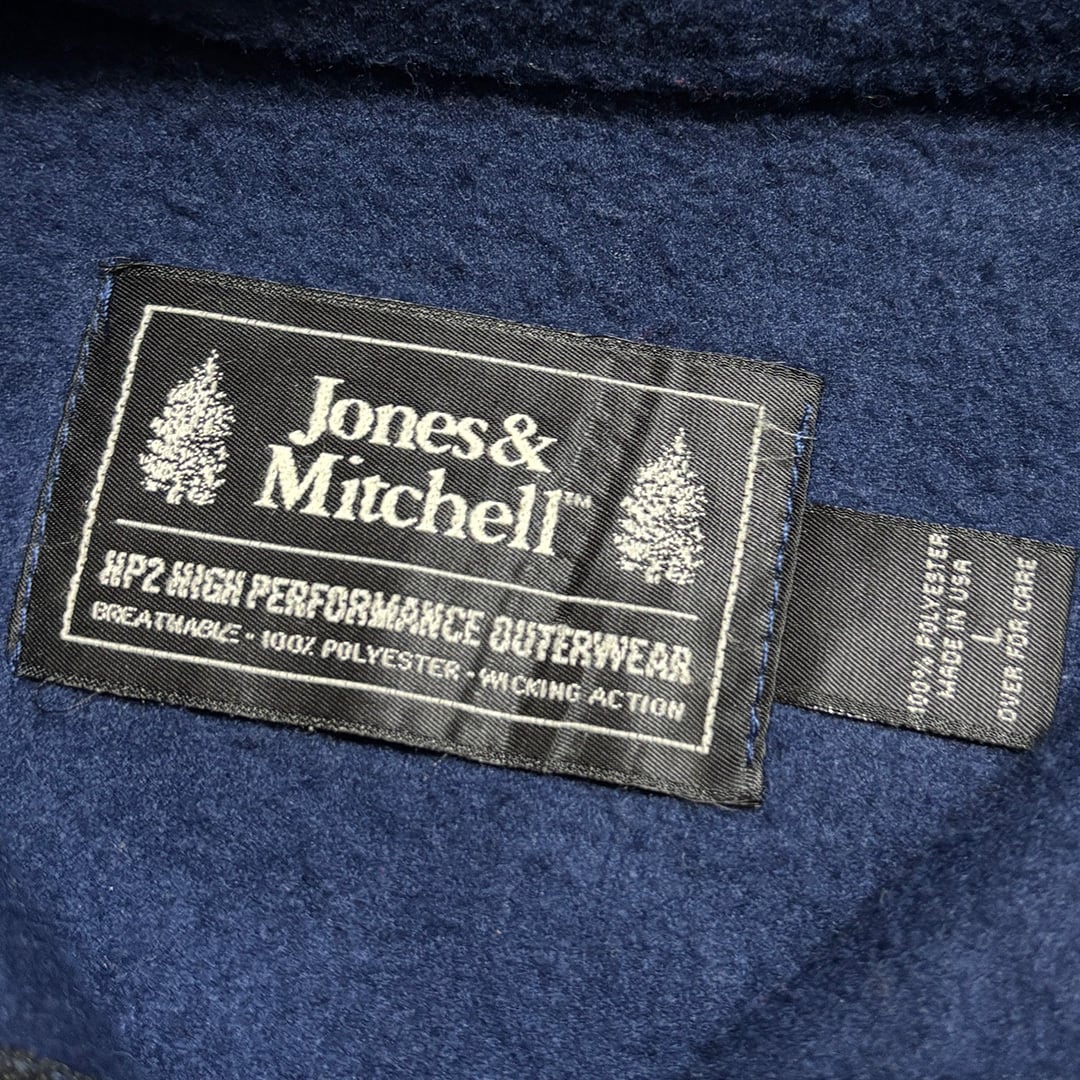 Jones &
Mitchell™
HP2 HIGH PERFORMANCE OUTERWEAR
BREATHABLE - 100% POLYESTER - WICKING ACTION
100% POLYESTER
MADE IN USA
L
OVER FOR CARE